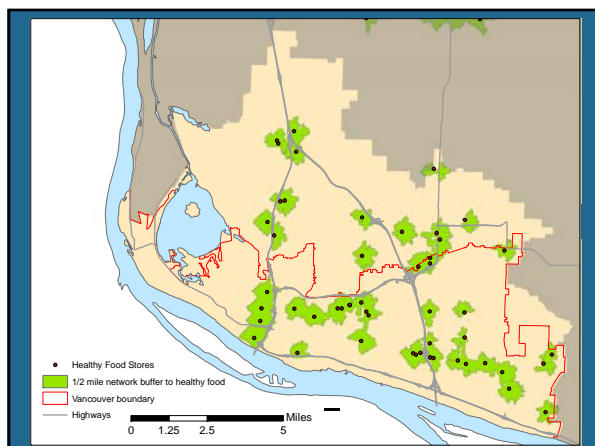 Healthy Food Stores
1/2 mile network buffer to healthy food
Vancouver boundary
Highways
Miles
0 1.25 2.5 5